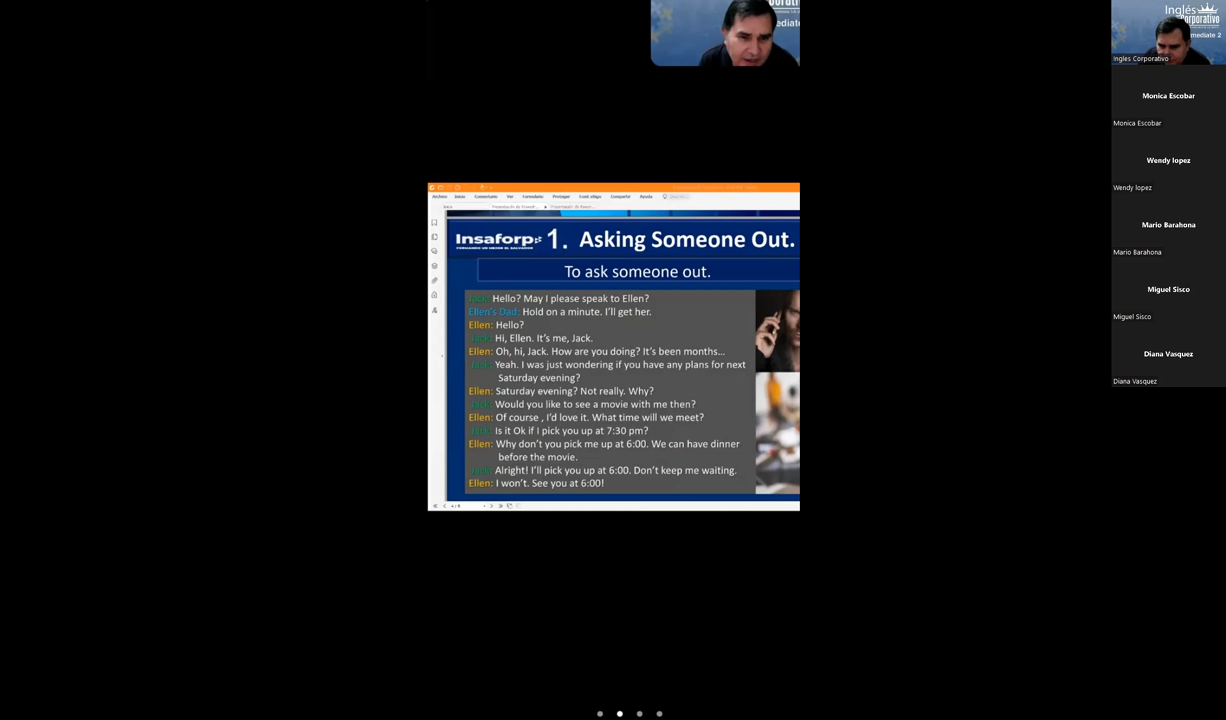 Inglés
Corporativo
mediate 2
Ingles Corporativo
Monica Escobar
Monica Escobar
Wendy lopez
Wendy lopez
Mario Barahona
Mario Barahona
Miguel Sisco
Miguel Sisco
Diana Vasquez
Diana Vasquez
Archivo Inicio Comentario Ver Formulario Proteger Foxit eSign Compartir Ayuda
Insaforp
1. Asking Someone Out.
To ask someone out.
Jack: Hello? May I please speak to Ellen?
Ellen's Dad: Hold on a minute. I'll get her.
Ellen: Hello?
Jack: Hi, Ellen. It's me, Jack.
Ellen: Oh, hi, Jack. How are you doing? It's been months...
Jack: Yeah. I was just wondering if you have any plans for next
Saturday evening?
Ellen: Saturday evening? Not really. Why?
Jack: Would you like to see a movie with me then?
Ellen: Of course , I'd love it. What time will we meet?
Jack: Is it Ok if I pick you up at 7:30 pm?
Ellen: Why don't you pick me up at 6:00. We can have dinner
before the movie.
Jack: Alright! I'll pick you up at 6:00. Don't keep me waiting.
Ellen: I won't. See you at 6:00!